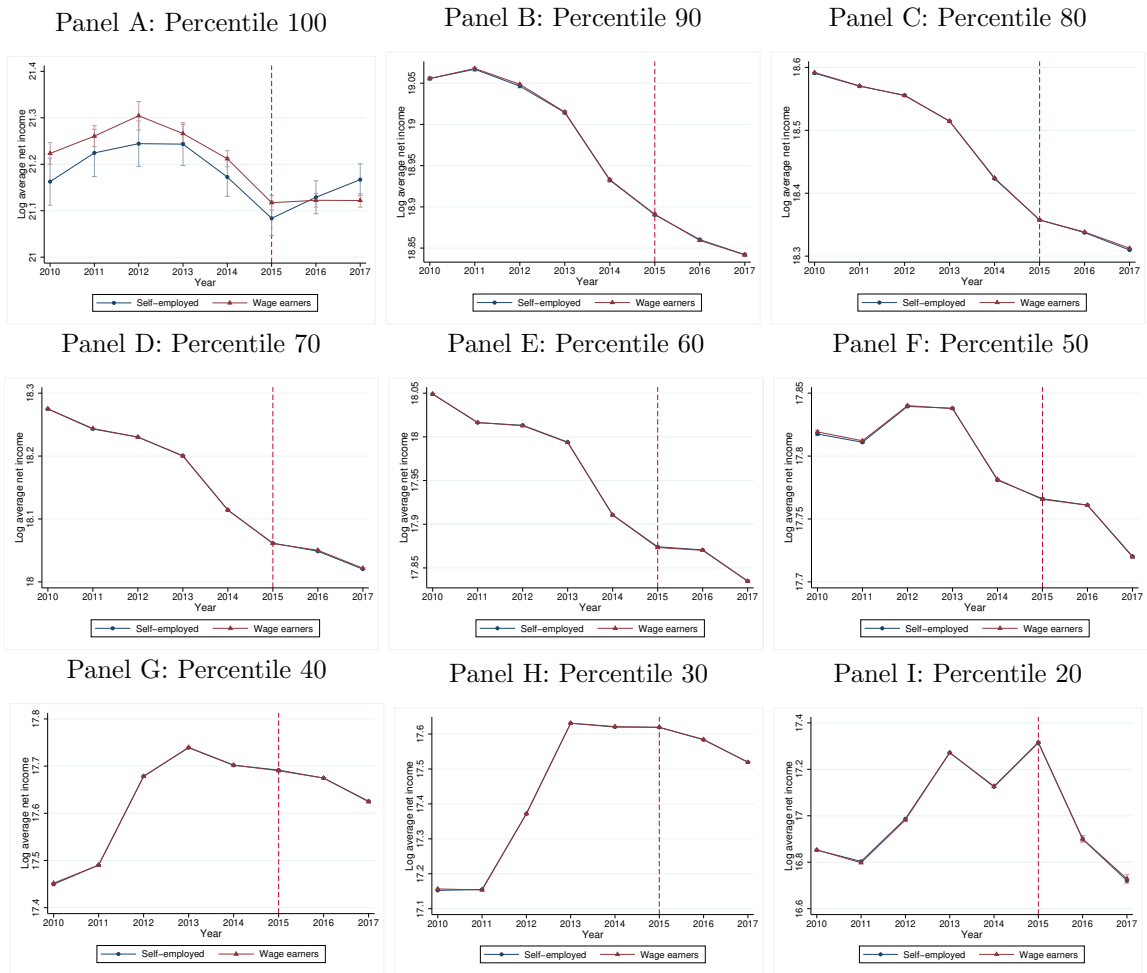 Panel A: Percentile 100
Panel B: Percentile 90
Panel C: Percentile 80
Log average net income
21 21.1 21.2 21.3 21.4
2010 2011 2012 2013 2014 2015 2016 2017
Year
Self-employed Wage earners
Log average net income
18.85 18.9 18.95 19 19.05
2010 2011 2012 2013 2014 2015 2016 2017
Year
Self-employed Wage earners
Log average net income
18.3 18.4 18.5 18.6
2010 2011 2012 2013 2014 2015 2016 2017
Year
Self-employed Wage earners
Panel D: Percentile 70
Panel E: Percentile 60
Panel F: Percentile 50
Log average net income
18 18.1 18.2 18.3
2010 2011 2012 2013 2014 2015 2016 2017
Year
Self-employed Wage earners
Log average net income
17.85 17.9 17.95 18 18.05
2010 2011 2012 2013 2014 2015 2016 2017
Year
Self-employed Wage earners
Log average net income
17.7 17.75 17.8 17.85
2010 2011 2012 2013 2014 2015 2016 2017
Year
Self-employed Wage earners
Panel G: Percentile 40
Panel H: Percentile 30
Panel I: Percentile 20
Log average net income
17.4 17.5 17.6 17.7 17.8
2010 2011 2012 2013 2014 2015 2016 2017
Year
Self-employed Wage earners
Log average net income
17.1 17.2 17.3 17.4 17.5 17.6
2010 2011 2012 2013 2014 2015 2016 2017
Year
Self-employed Wage earners
Log average net income
16.6 16.8 17 17.2 17.4
2010 2011 2012 2013 2014 2015 2016 2017
Year
Self-employed Wage earners